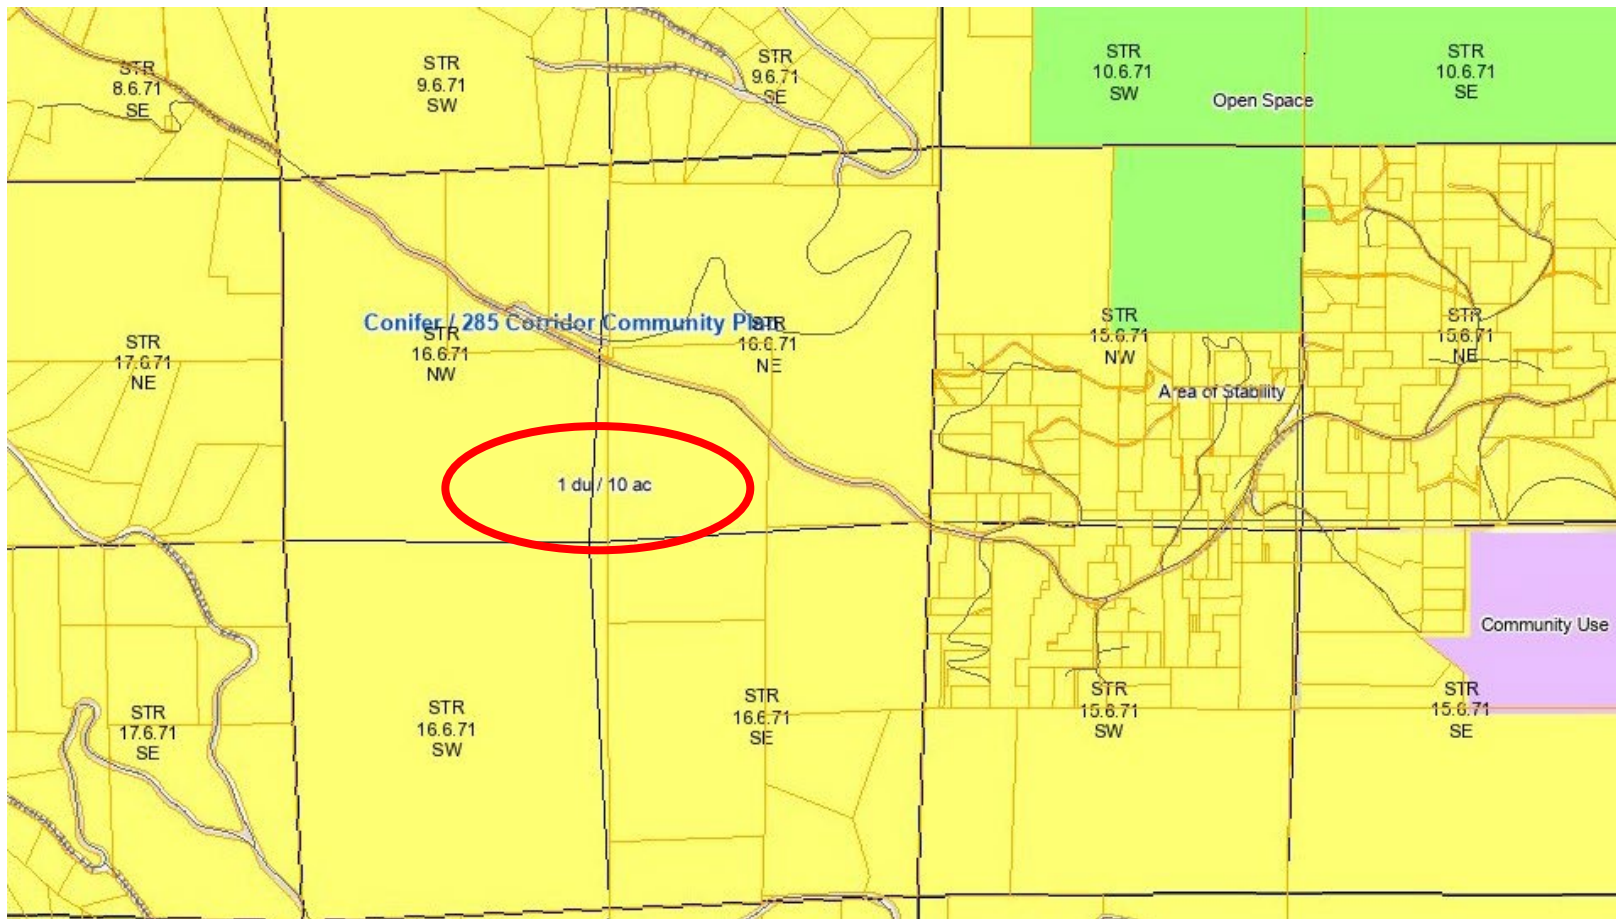 STR
8.6.71
SE
STR
9.6.71
SW
STR
9.6.71
SE
STR
10.6.71
SW
Open Space
STR
10.6.71
SE
Conifer / 285 Corridor Community Plan
STR
17.6.71
NE
STR
16.6.71
NW
STR
16.6.71
NE
STR
15.6.71
NW
STR
15.6.71
NE
Area of Stability
1 du / 10 ac
Community Use
STR
17.6.71
SE
STR
16.6.71
SW
STR
16.6.71
SE
STR
15.6.71
SW
STR
15.6.71
SE